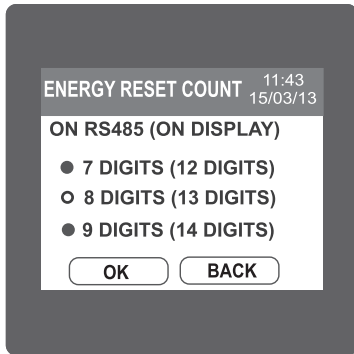 ENERGY RESET COUNT 11:43
15/03/13
ON RS485 (ON DISPLAY)
7 DIGITS (12 DIGITS)
8 DIGITS (13 DIGITS)
9 DIGITS (14 DIGITS)
OK BACK